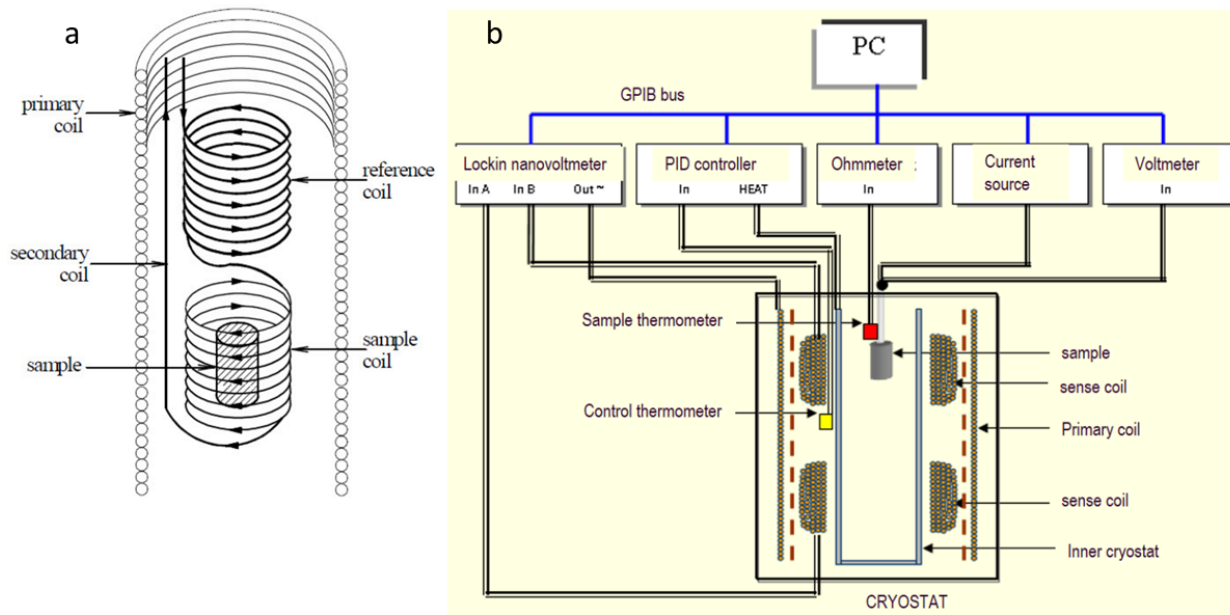 a
primary
coil
reference
coil
secondary
coil
sample
sample
coil
b
PC
GPIB bus
Lockin nanovoltmeter
In A In B Out ~
PID controller
In HEAT
Ohmmeter
In
Current
source
Voltmeter
In
Sample thermometer
Control thermometer
sample
sense coil
Primary coil
sense coil
Inner cryostat
CRYOSTAT